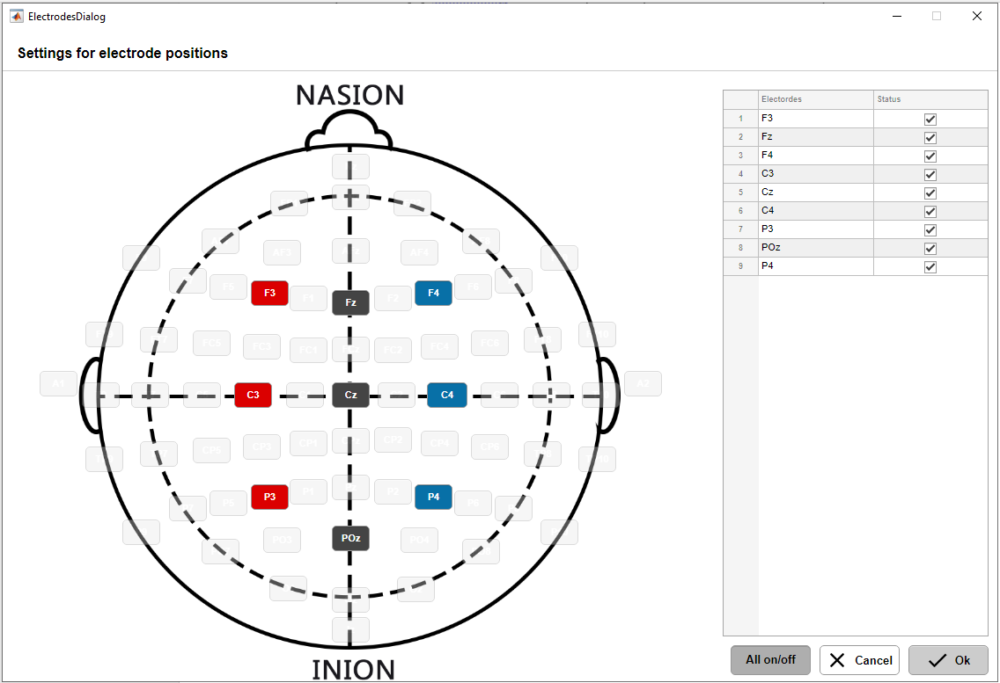 ElectrodesDialog
Settings for electrode positions
NASION
AF3
AF4
F5
F3
F1
Fz
F2
F4
F6
FC5
FC3
FC1
FC2
FC4
FC6
A1
C3
Cz
C4
A2
CP5
CP3
CP1
CP2
CP4
CP6
P5
P3
P1
P2
P4
P6
PO3
POz
PO4
INION
Electordes Status
1 F3
2 Fz
3 F4
4 C3
5 Cz
6 C4
7 P3
8 POz
9 P4
All on/off
Cancel
Ok